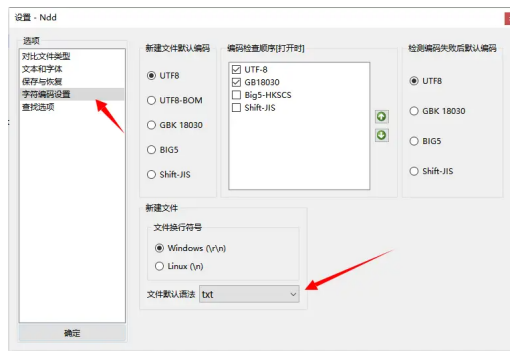 设置 - Ndd
选项
对比文件类型
文本和字体
保存与恢复
字符编码设置
查找选项
确定
新建文件默认编码
UTF8
UTF8-BOM
GBK 18030
BIG5
Shift-JIS
编码检查顺序[打开时]
UTF-8
GB18030
Big5-HKSCS
Shift-JIS
检测编码失败后默认编码
UTF8
GBK 18030
BIG5
Shift-JIS
新建文件
文件换行符号
Windows (\r\n)
Linux (\n)
文件默认语法 txt